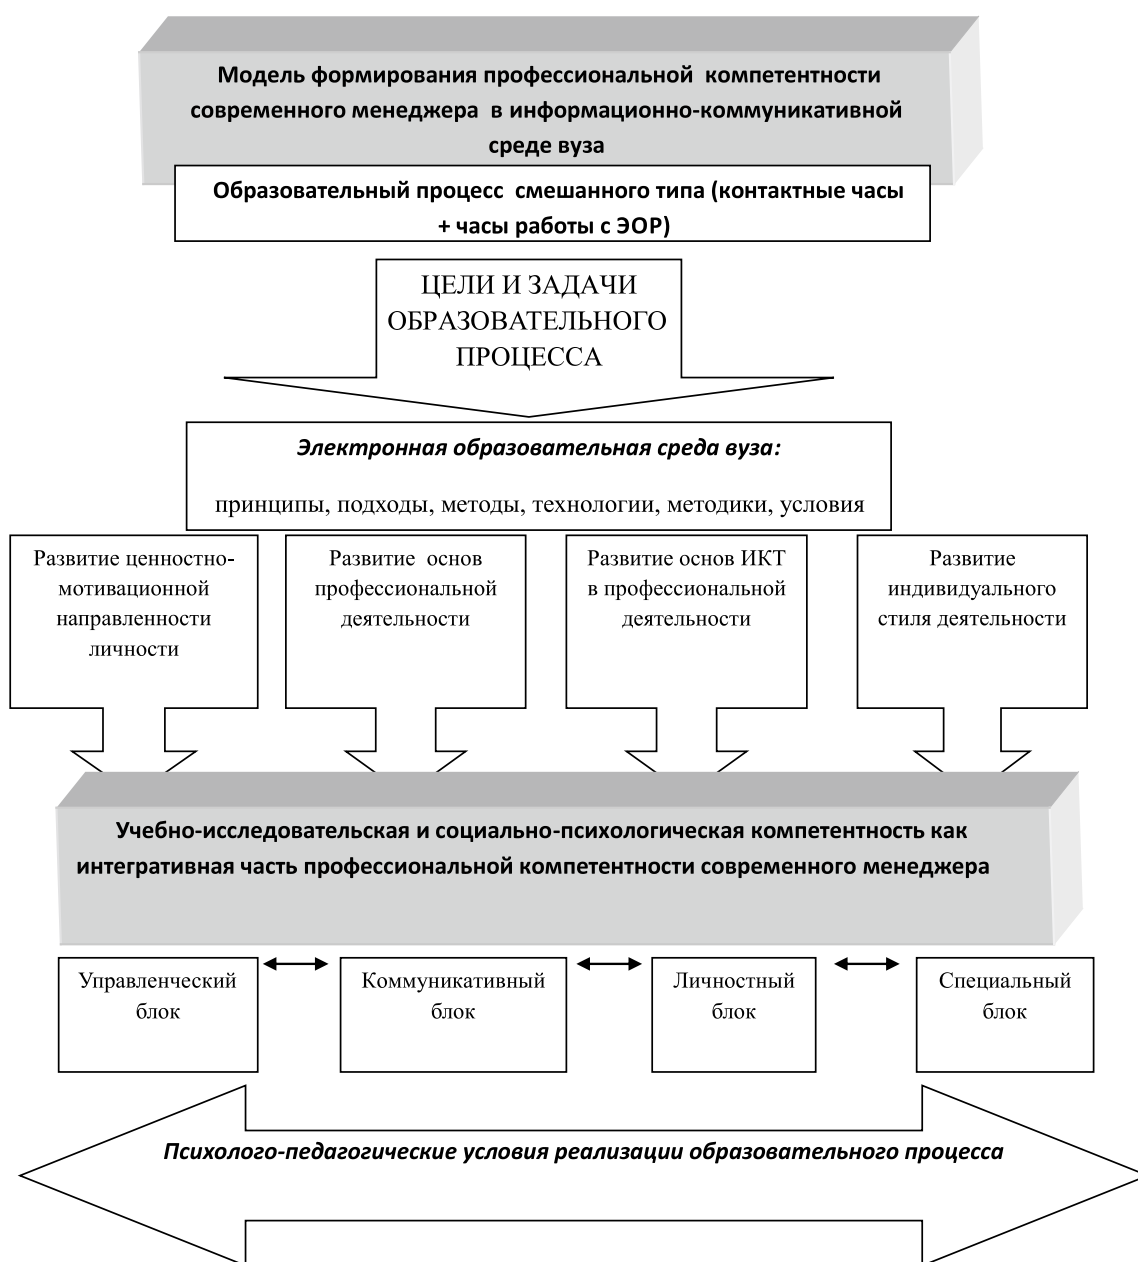 Модель формирования профессиональной компетентности
современного менеджера в информационно-коммуникативной
среде вуза
Образовательный процесс смешанного типа (контактные часы
+ часы работы с ЭОР)
ЦЕЛИ И ЗАДАЧИ
ОБРАЗОВАТЕЛЬНОГО
ПРОЦЕССА
Электронная образовательная среда вуза:
принципы, подходы, методы, технологии, методики, условия
Развитие ценностно-
мотивационной
направленности
личности
Развитие основ
профессиональной
деятельности
Развитие основ ИКТ
в профессиональной
деятельности
Развитие
индивидуального
стиля деятельности
Учебно-исследовательская и социально-психологическая компетентность как
интегративная часть профессиональной компетентности современного менеджера
Управленческий
блок
Коммуникативный
блок
Личностный
блок
Специальный
блок
Психолого-педагогические условия реализации образовательного процесса